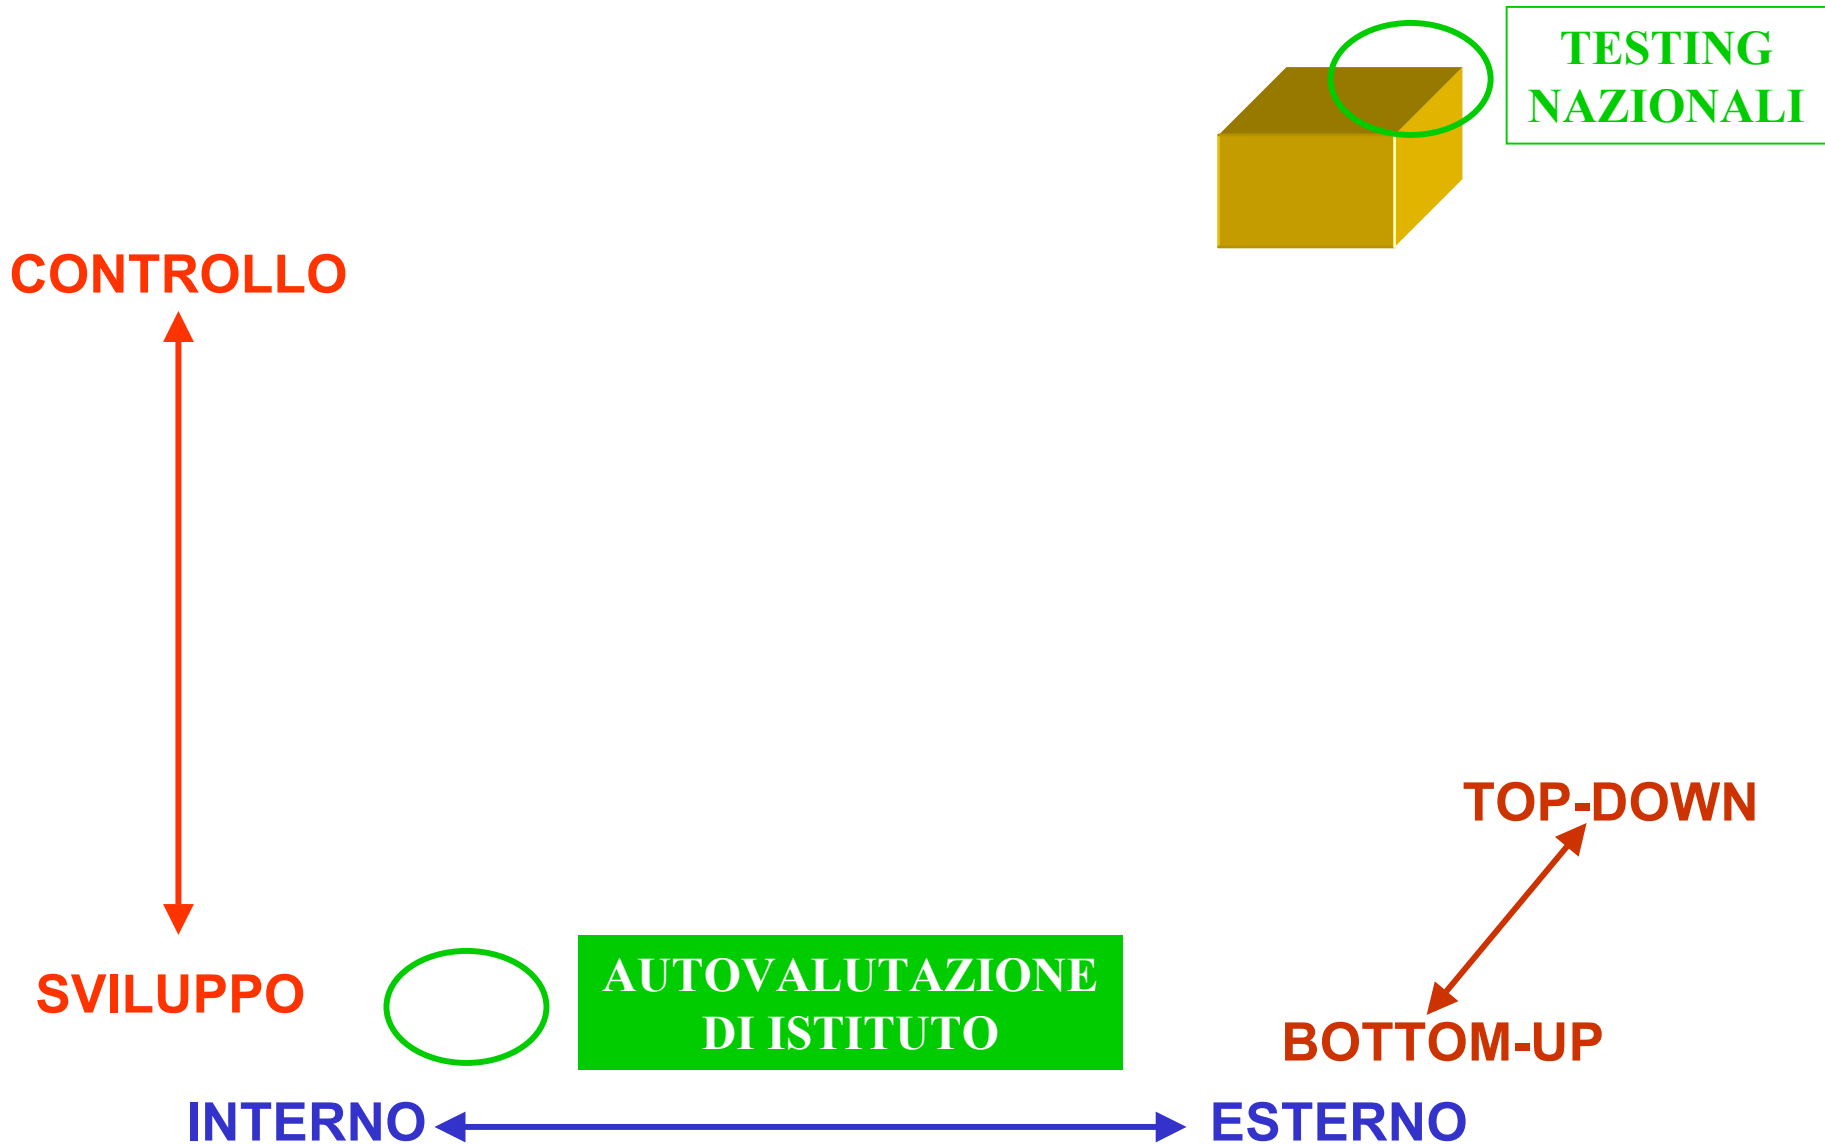 TESTING
NAZIONALI
CONTROLLO
TOP-DOWN
SVILUPPO
AUTOVALUTAZIONE
DI ISTITUTO
BOTTOM-UP
INTERNO
ESTERNO